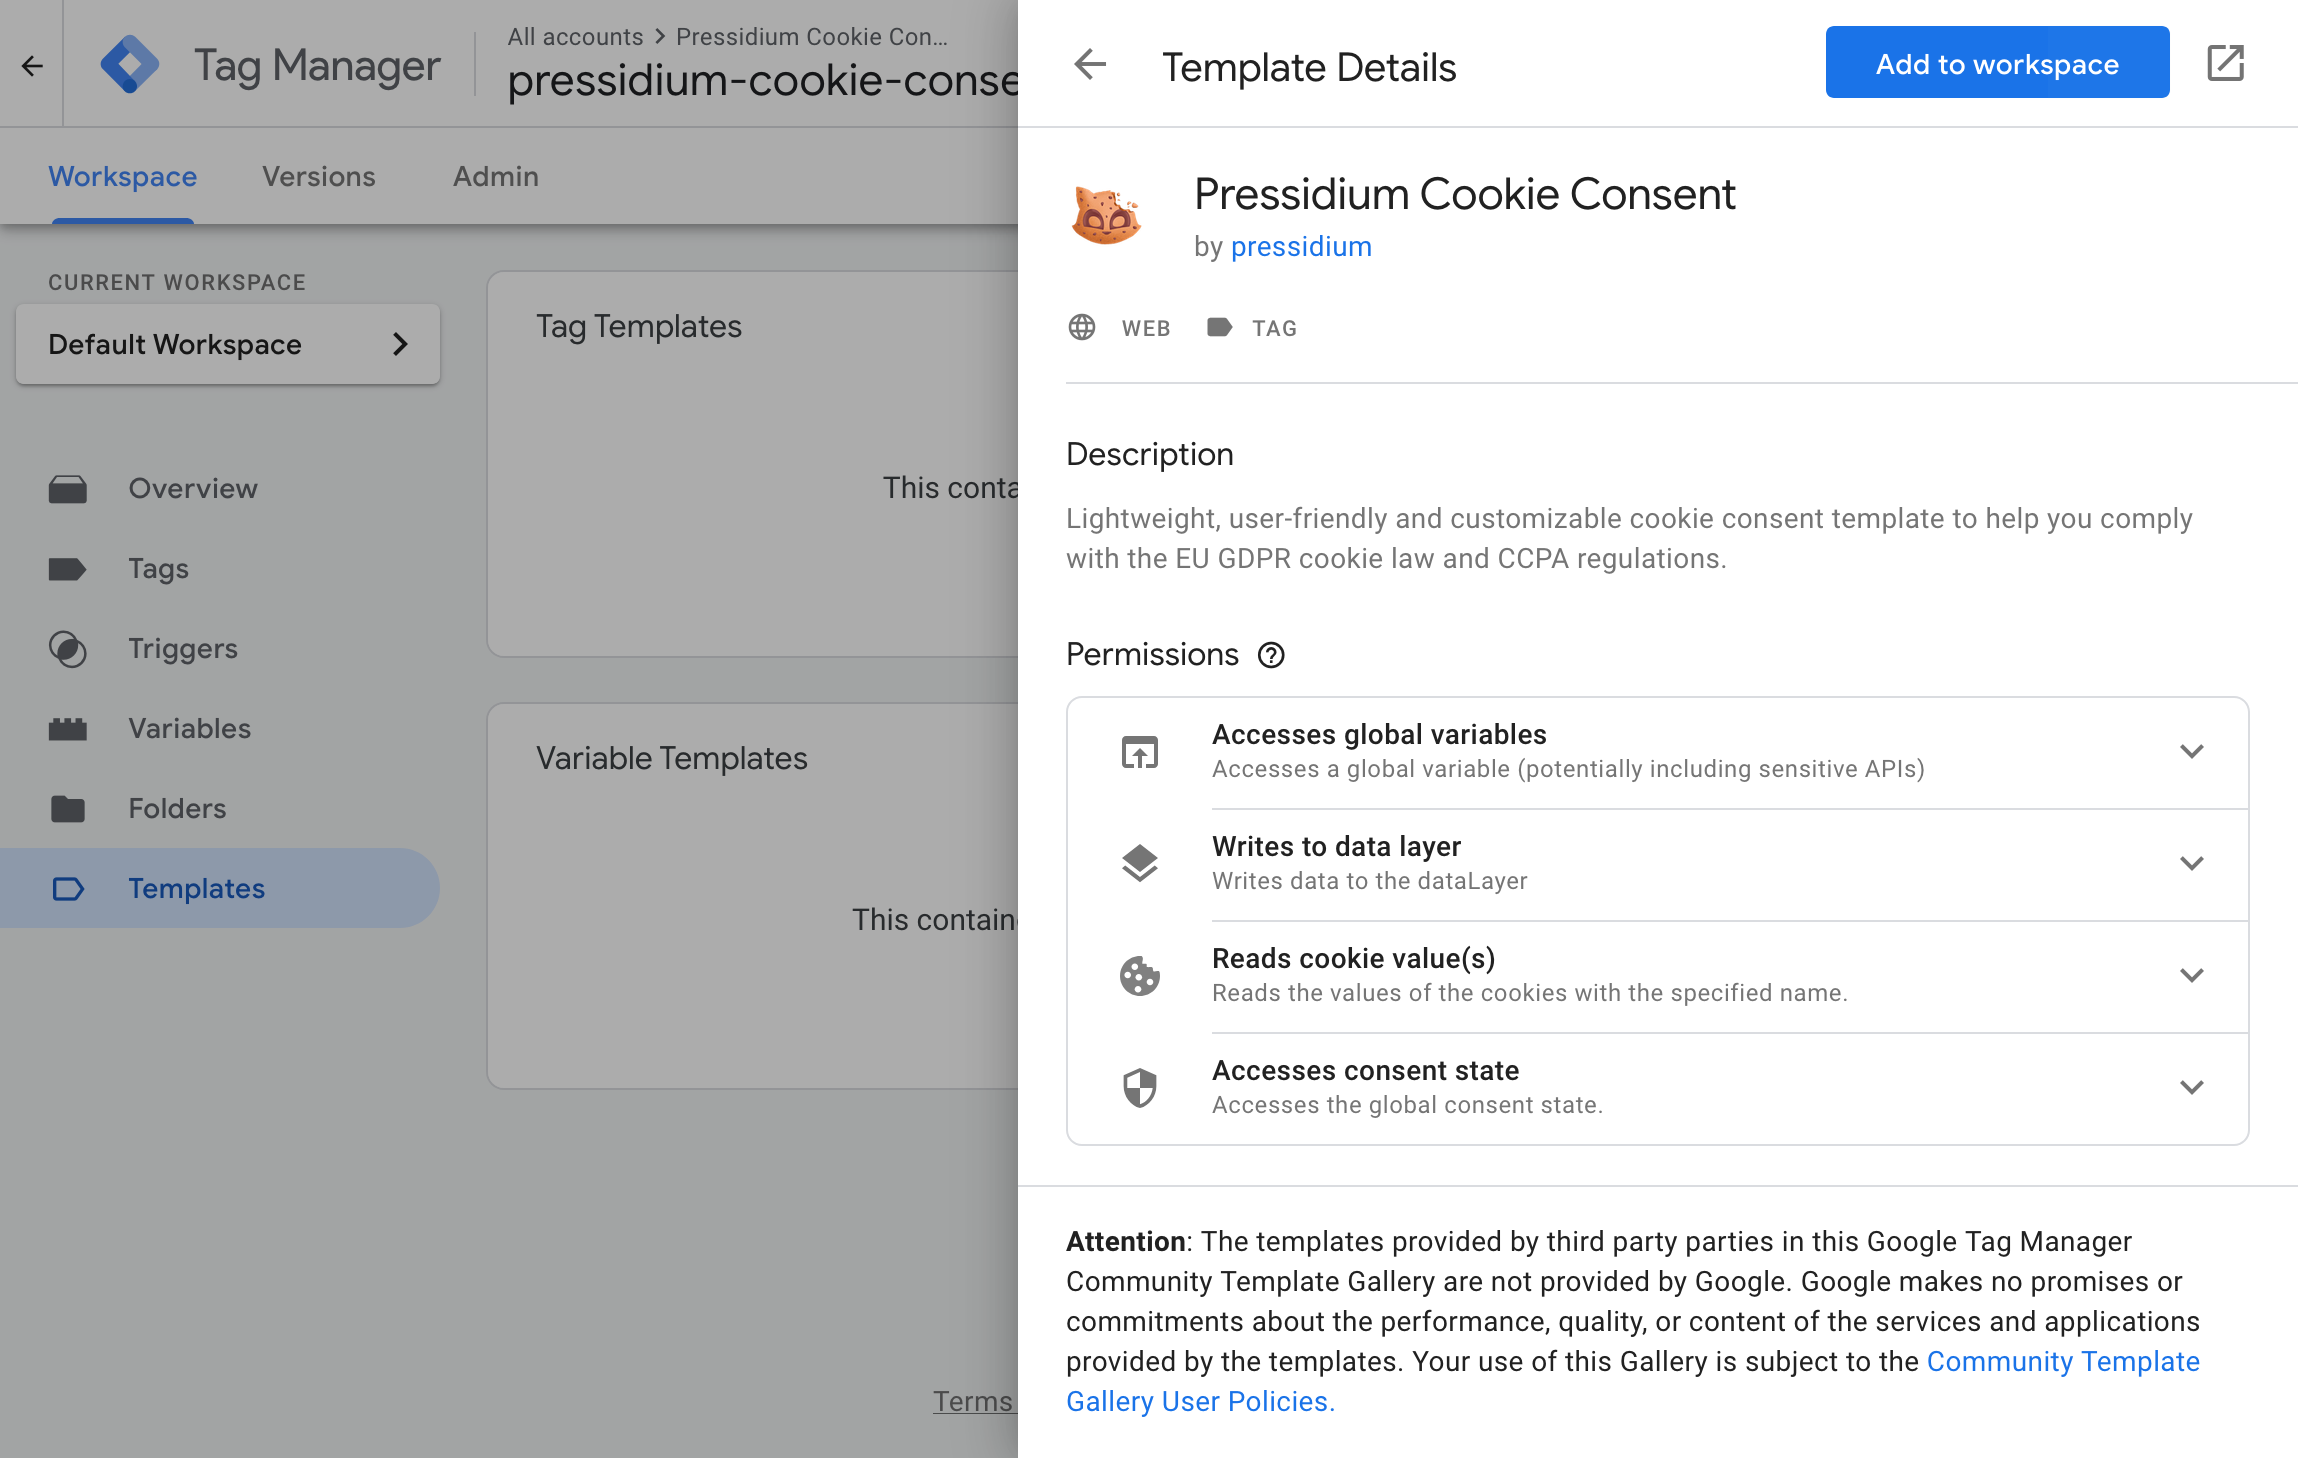 Tag Manager
All accounts > Pressidium Cookie Con...
pressidium-cookie-conse
Workspace
Versions
Admin
CURRENT WORKSPACE
Default Workspace
Overview
Tags
Triggers
Variables
Folders
Templates
Tag Templates
This conta
Variable Templates
This contain
Terms
Template Details
Add to workspace
Pressidium Cookie Consent
by pressidium
WEB
TAG
Description
Lightweight, user-friendly and customizable cookie consent template to help you comply
with the EU GDPR cookie law and CCPA regulations.
Permissions
Accesses global variables
Accesses a global variable (potentially including sensitive APIs)
Writes to data layer
Writes data to the dataLayer
Reads cookie value(s)
Reads the values of the cookies with the specified name.
Accesses consent state
Accesses the global consent state.
Attention: The templates provided by third party parties in this Google Tag Manager
Community Template Gallery are not provided by Google. Google makes no promises or
commitments about the performance, quality, or content of the services and applications
provided by the templates. Your use of this Gallery is subject to the Community Template
Gallery User Policies.